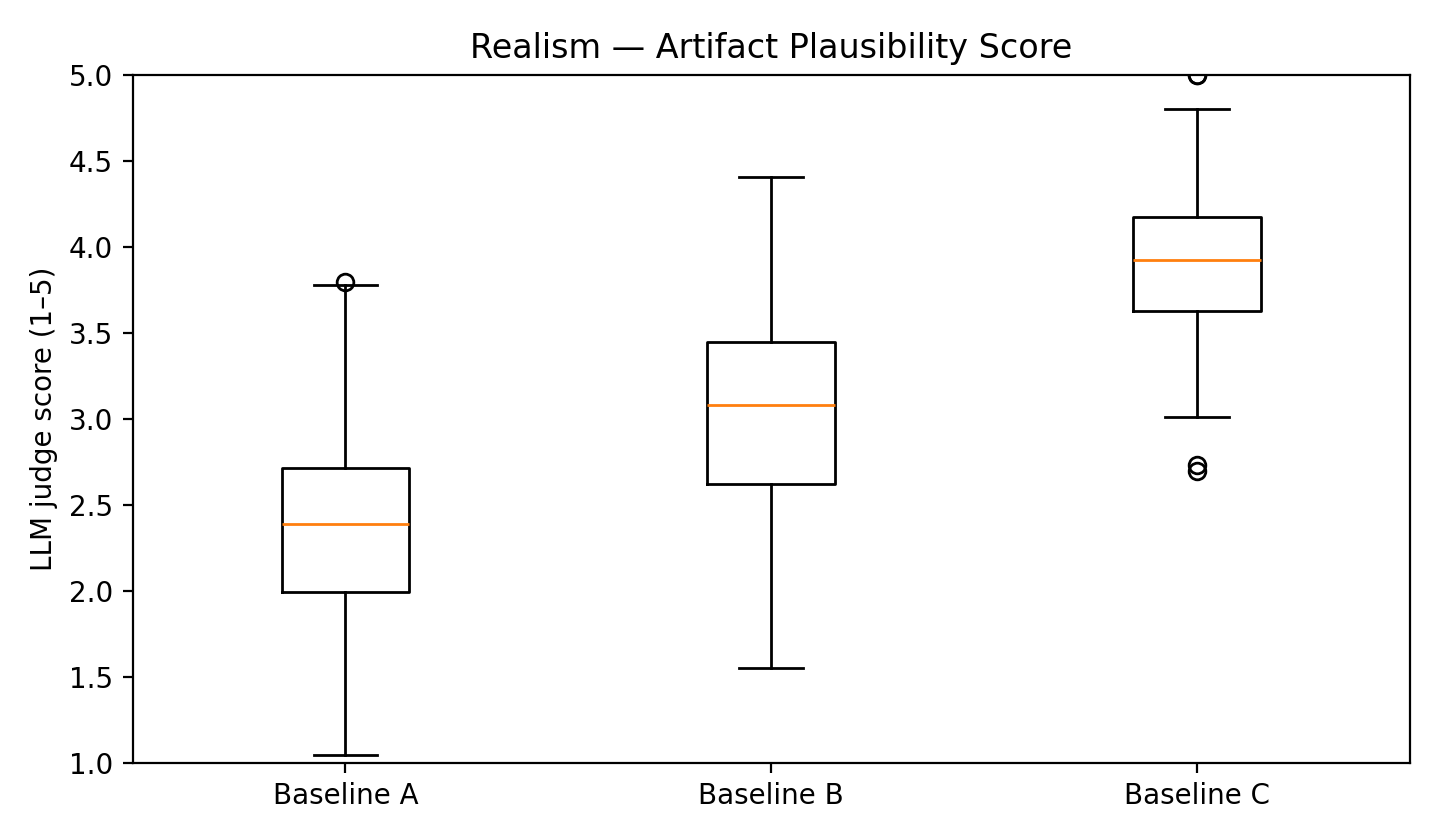 Realism — Artifact Plausibility Score
LLM judge score (1–5)
5.0
4.5
4.0
3.5
3.0
2.5
2.0
1.5
1.0
Baseline A
Baseline B
Baseline C